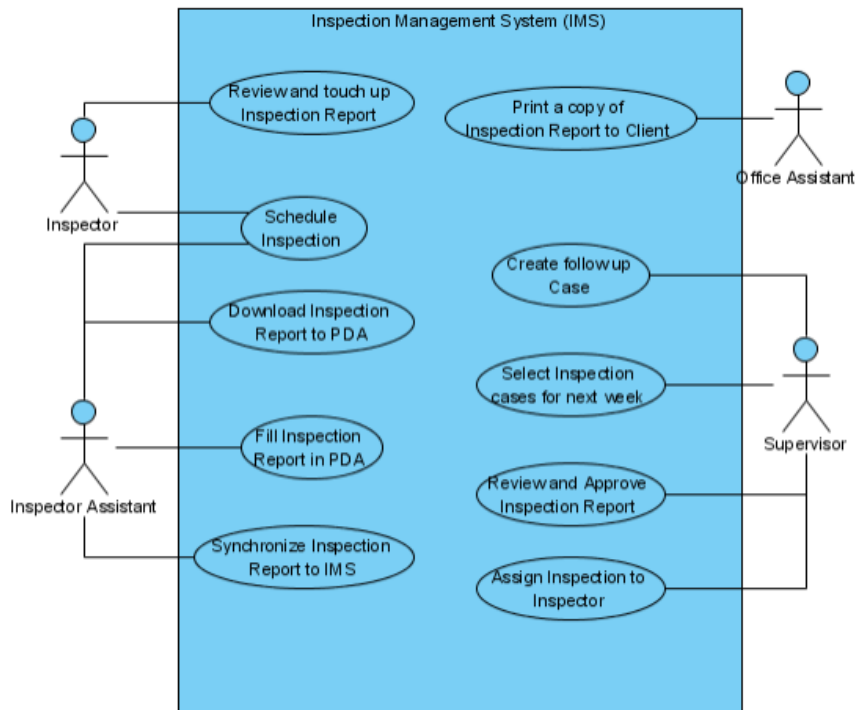 Inspection Management System (IMS)
Review and touch up
Inspection Report
Print a copy of
Inspection Report to Client
Office Assistant
Inspector
Schedule
Inspection
Create follow up
Case
Download Inspection
Report to PDA
Select Inspection
cases for next week
Supervisor
Fill Inspection
Report in PDA
Inspector Assistant
Review and Approve
Inspection Report
Synchronize Inspection
Report to IMS
Assign Inspection to
Inspector